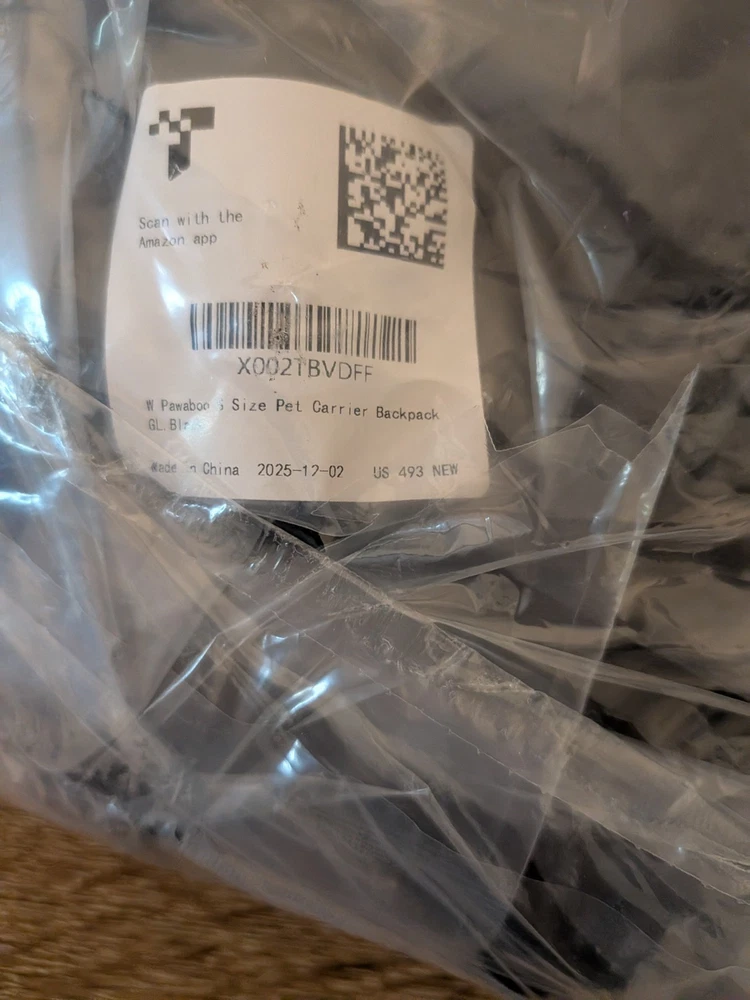 Scan with the
Amazon app
X002TBVDFF
W Pawaboo S Size Pet Carrier Backpack
Made in China 2025-12-02 US 493 NEW